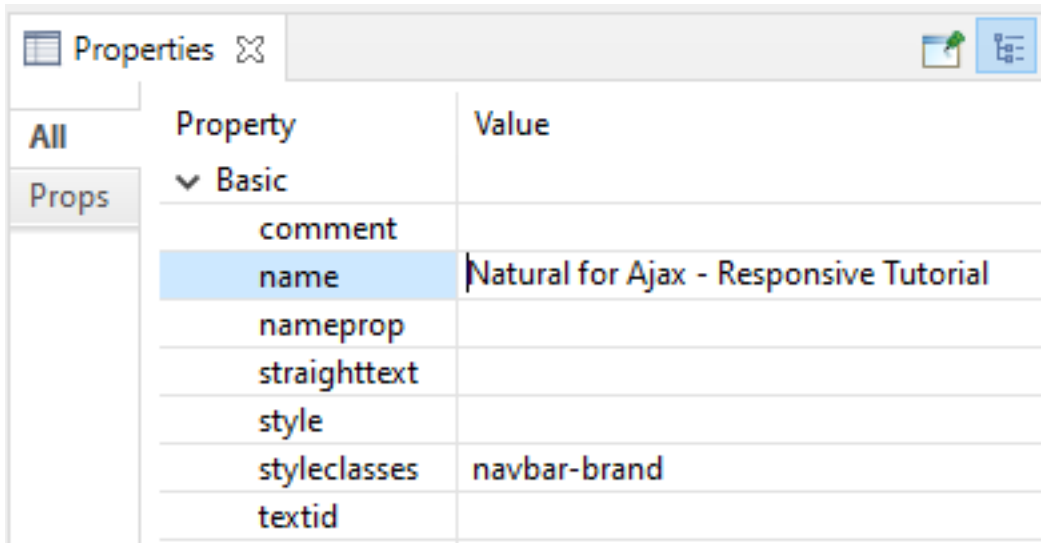 Properties
All
Props
Property Value
Basic
comment
name Natural for Ajax - Responsive Tutorial
nameprop
straighttext
style
styleclasses navbar-brand
textid